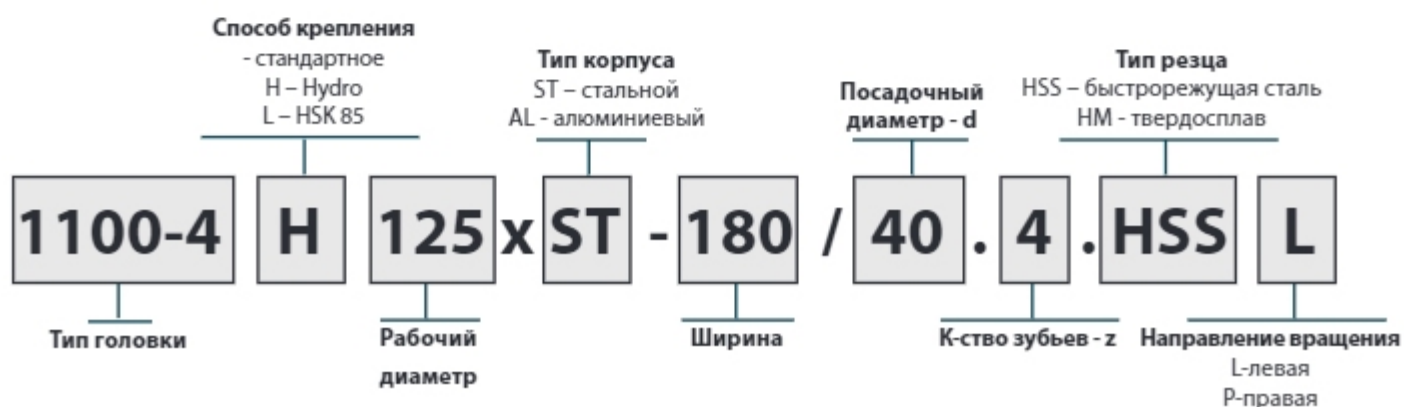 Способ крепления
- стандартное
H – Hydro
L – HSK 85
Тип корпуса
ST – стальной
AL - алюминиевый
Посадочный
диаметр - d
Тип резца
HSS – быстрорежущая сталь
HM - твердосплав
1100-4 H 125 x ST - 180 / 40 . 4 . HSS L
Тип головки
Рабочий
диаметр
Ширина
К-ство зубьев - z
Направление вращения
L-левая
P-правая